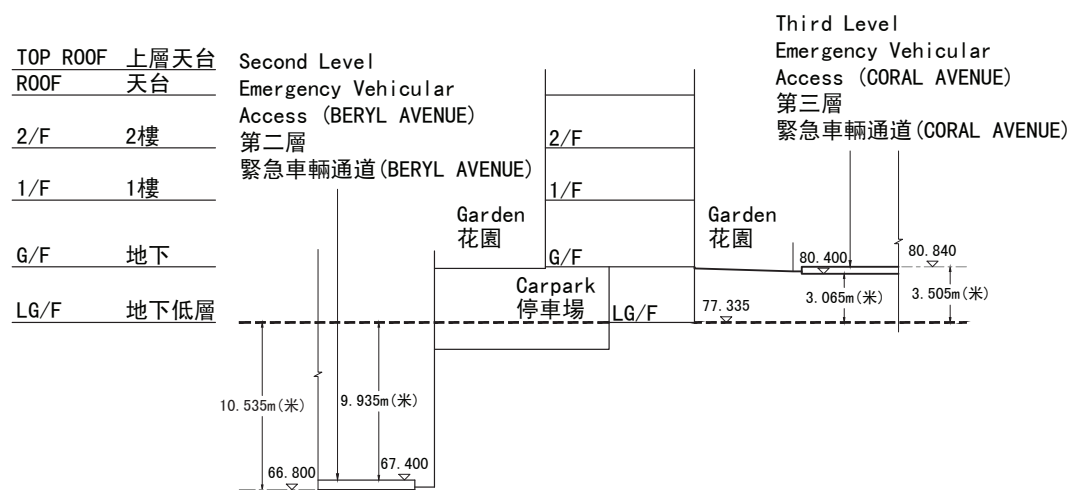 TOP ROOF 上層天台
ROOF 天台
2/F 2樓
1/F 1樓
G/F 地下
LG/F 地下低層
Second Level
Emergency Vehicular
Access (BERYL AVENUE)
第二層
緊急車輛通道(BERYL AVENUE)
Third Level
Emergency Vehicular
Access (CORAL AVENUE)
第三層
緊急車輛通道(CORAL AVENUE)
2/F
1/F
G/F
LG/F
Garden
花園
Garden
花園
Carpark
停車場
80.400
80.840
3.065m(米)
3.505m(米)
77.335
10.535m(米)
9.935m(米)
66.800
67.400